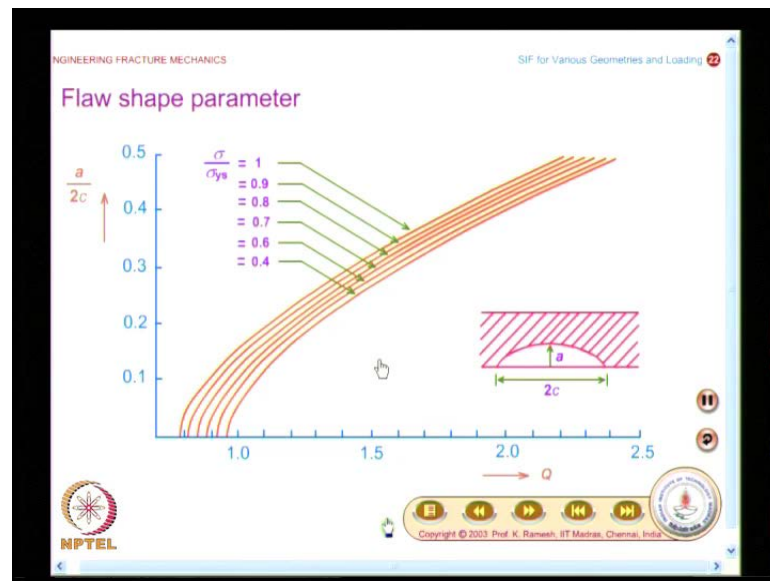 NGINEERING FRACTURE MECHANICS
SIF for Various Geometries and Loading 22
Flaw shape parameter
a
2c
0.5
0.4
0.3
0.2
0.1
σ
σys
= 1
= 0.9
= 0.8
= 0.7
= 0.6
= 0.4
a
2c
1.0
1.5
2.0
2.5
Q
NPTEL
Copyright © 2003 Prof. K. Ramesh, IIT Madras, Chennai, India